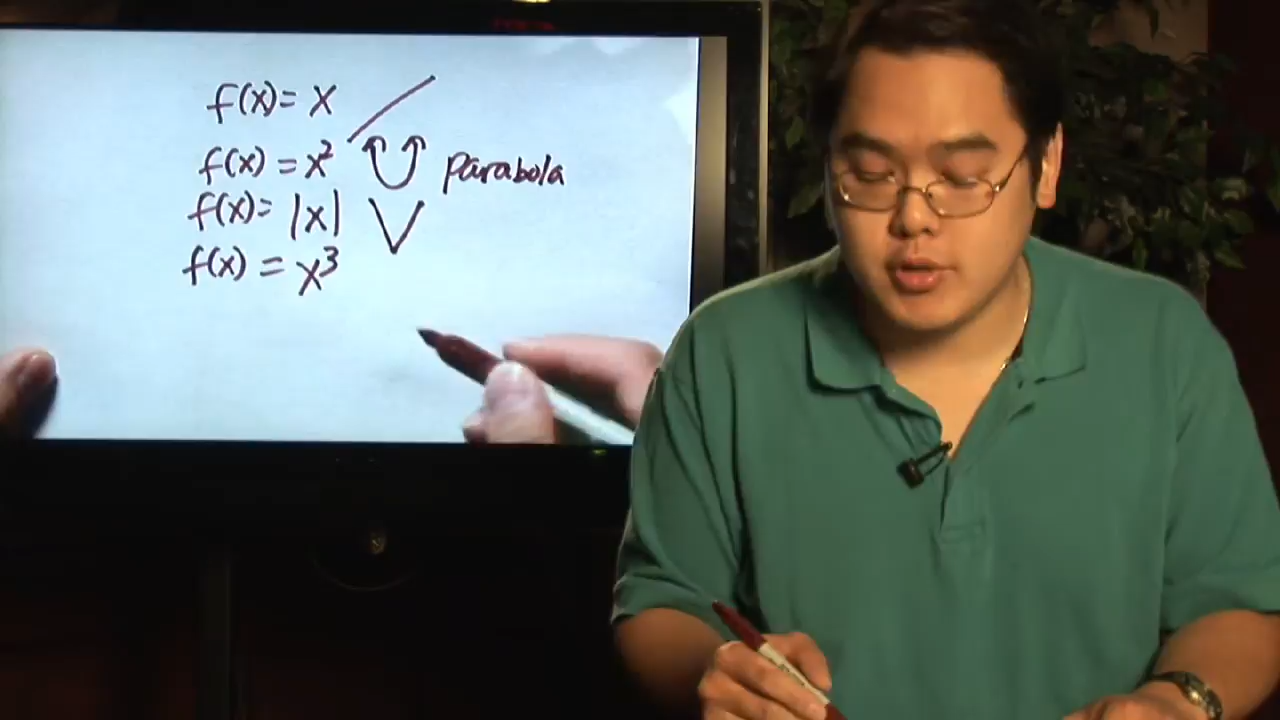 f(x) = x
f(x) = x² parabola
f(x) = |x|
f(x) = x³